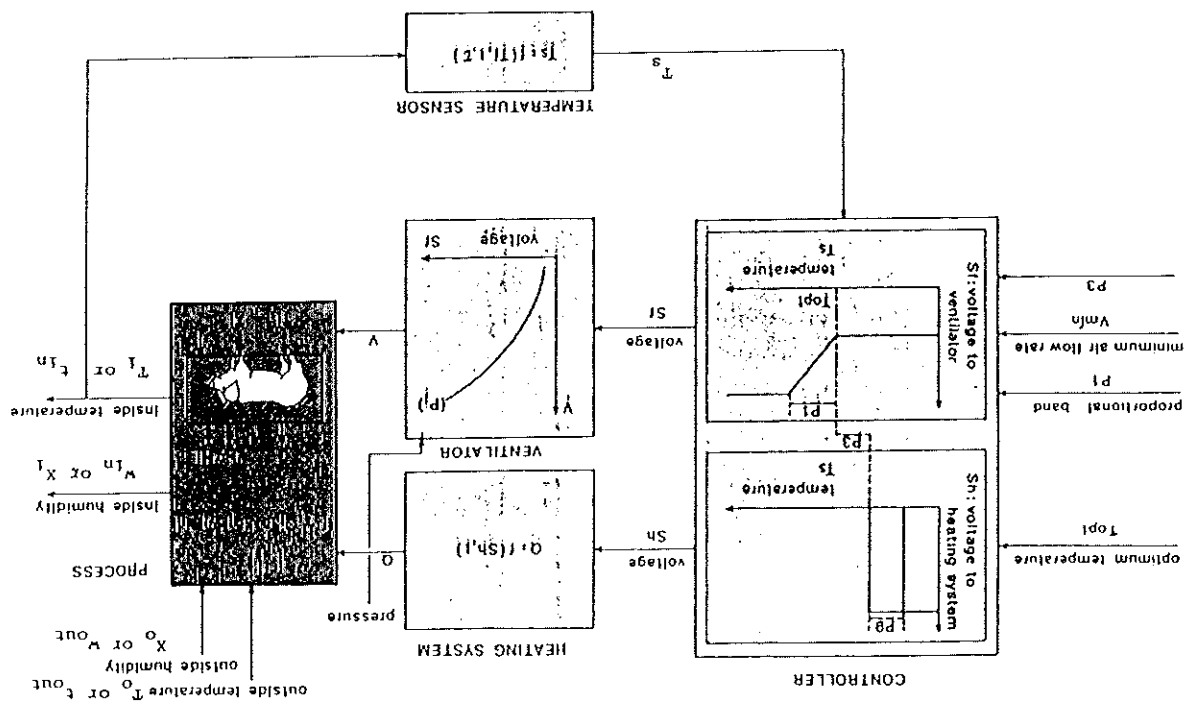 outside temperature To or tout
outside humidity
Xo or wout
CONTROLLER
HEATING SYSTEM
PROCESS
optimum temperature
Topt
Sh: voltage to
heating system
temperature
Ts
voltage
Sh
Q = f(Sh,j)
Q
pressure
inside humidity
win or Xi
proportional band
P1
minimum air flow rate
Vmin
P3
P3
Sf: voltage to
ventilator
P1
Topt
temperature
Ts
voltage
Sf
VENTILATOR
V
(Pj)
voltage
Sf
V
inside temperature
Ti or tin
Ts
TEMPERATURE SENSOR